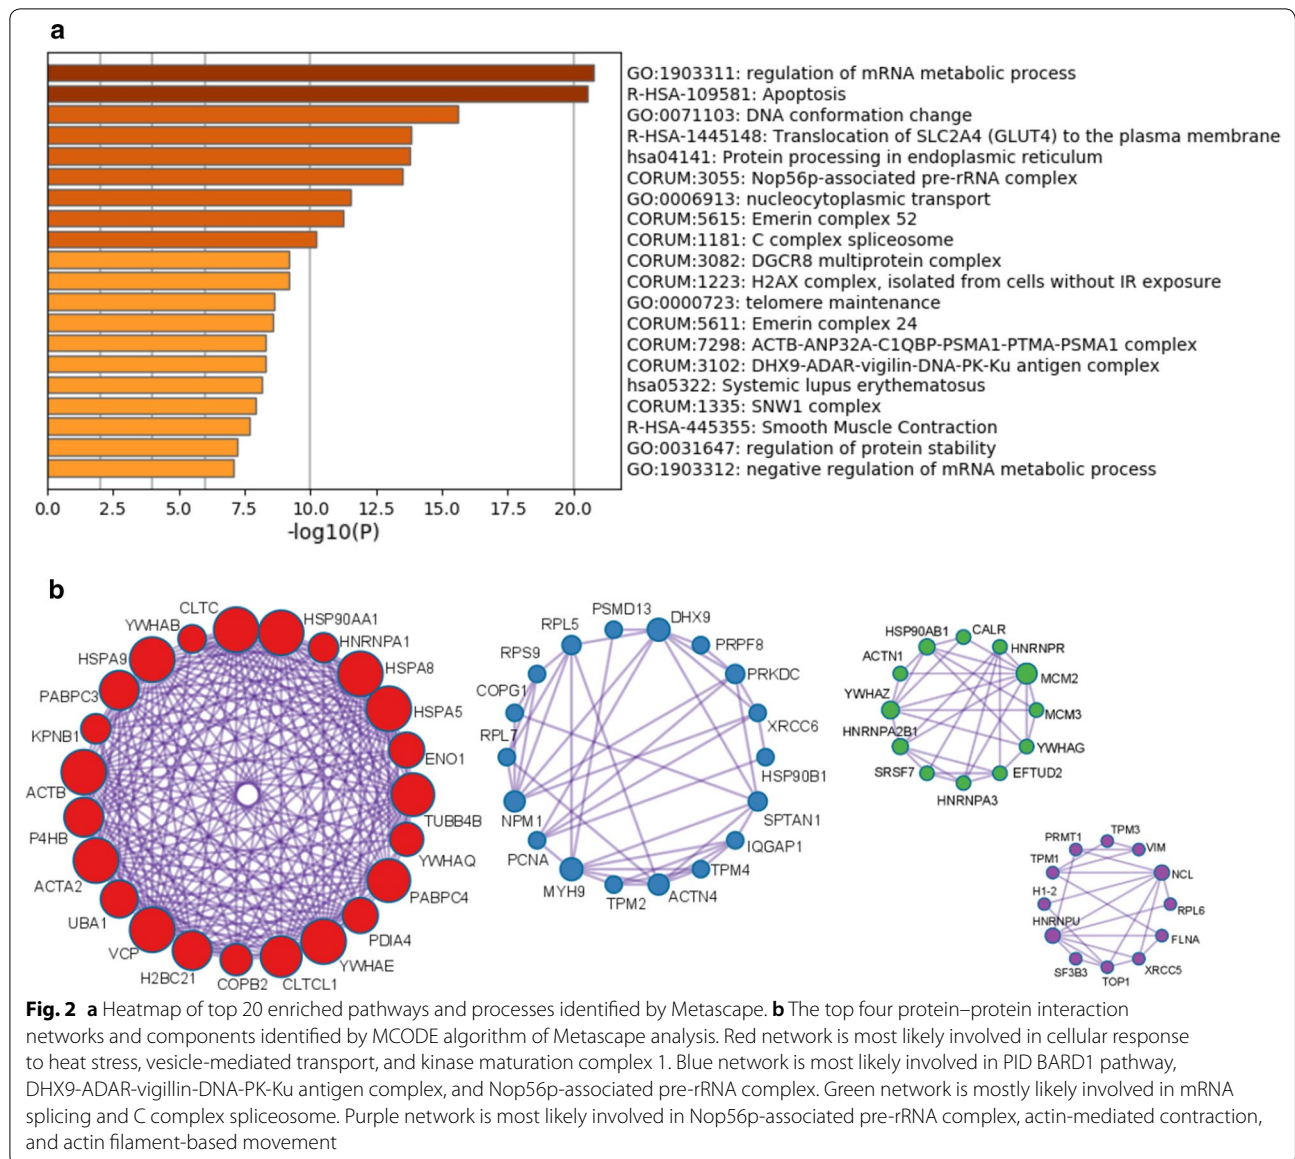 a
GO:1903311: regulation of mRNA metabolic process
R-HSA-109581: Apoptosis
GO:0071103: DNA conformation change
R-HSA-1445148: Translocation of SLC2A4 (GLUT4) to the plasma membrane
hsa04141: Protein processing in endoplasmic reticulum
CORUM:3055: Nop56p-associated pre-rRNA complex
GO:0006913: nucleocytoplasmic transport
CORUM:5615: Emerin complex 52
CORUM:1181: C complex spliceosome
CORUM:3082: DGCR8 multiprotein complex
CORUM:1223: H2AX complex, isolated from cells without IR exposure
GO:0000723: telomere maintenance
CORUM:5611: Emerin complex 24
CORUM:7298: ACTB-ANP32A-C1QBP-PSMA1-PTMA-PSMA1 complex
CORUM:3102: DHX9-ADAR-vigilin-DNA-PK-Ku antigen complex
hsa05322: Systemic lupus erythematosus
CORUM:1335: SNW1 complex
R-HSA-445355: Smooth Muscle Contraction
GO:0031647: regulation of protein stability
GO:1903312: negative regulation of mRNA metabolic process
0.0 2.5 5.0 7.5 10.0 12.5 15.0 17.5 20.0
-log10(P)
b
CLTC
HSP90AA1
HNRNPA1
HSPA8
HSPA5
ENO1
TUBB4B
YWHAQ
PABPC4
PDIA4
YWHAE
CLTCL1
COPB2
H2BC21
VCP
UBA1
ACTA2
P4HB
ACTB
KPNB1
PABPC3
HSPA9
YWHAB
PSMD13
DHX9
PRPF8
PRKDC
XRCC6
HSP90B1
SPTAN1
IQGAP1
TPM4
ACTN4
TPM2
MYH9
PCNA
NPM1
RPL7
COPG1
RPS9
RPL5
CALR
HNRNPR
MCM2
MCM3
YWHAG
EFTUD2
HNRNPA3
SRSF7
HNRNPA2B1
YWHAZ
ACTN1
HSP90AB1
TPM3
VIM
NCL
RPL6
FLNA
XRCC5
TOP1
SF3B3
HNRNPU
H1-2
TPM1
PRMT1
Fig. 2 a Heatmap of top 20 enriched pathways and processes identified by Metascape. b The top four protein–protein interaction
networks and components identified by MCODE algorithm of Metascape analysis. Red network is most likely involved in cellular response
to heat stress, vesicle-mediated transport, and kinase maturation complex 1. Blue network is most likely involved in PID BARD1 pathway,
DHX9-ADAR-vigillin-DNA-PK-Ku antigen complex, and Nop56p-associated pre-rRNA complex. Green network is mostly likely involved in mRNA
splicing and C complex spliceosome. Purple network is most likely involved in Nop56p-associated pre-rRNA complex, actin-mediated contraction,
and actin filament-based movement